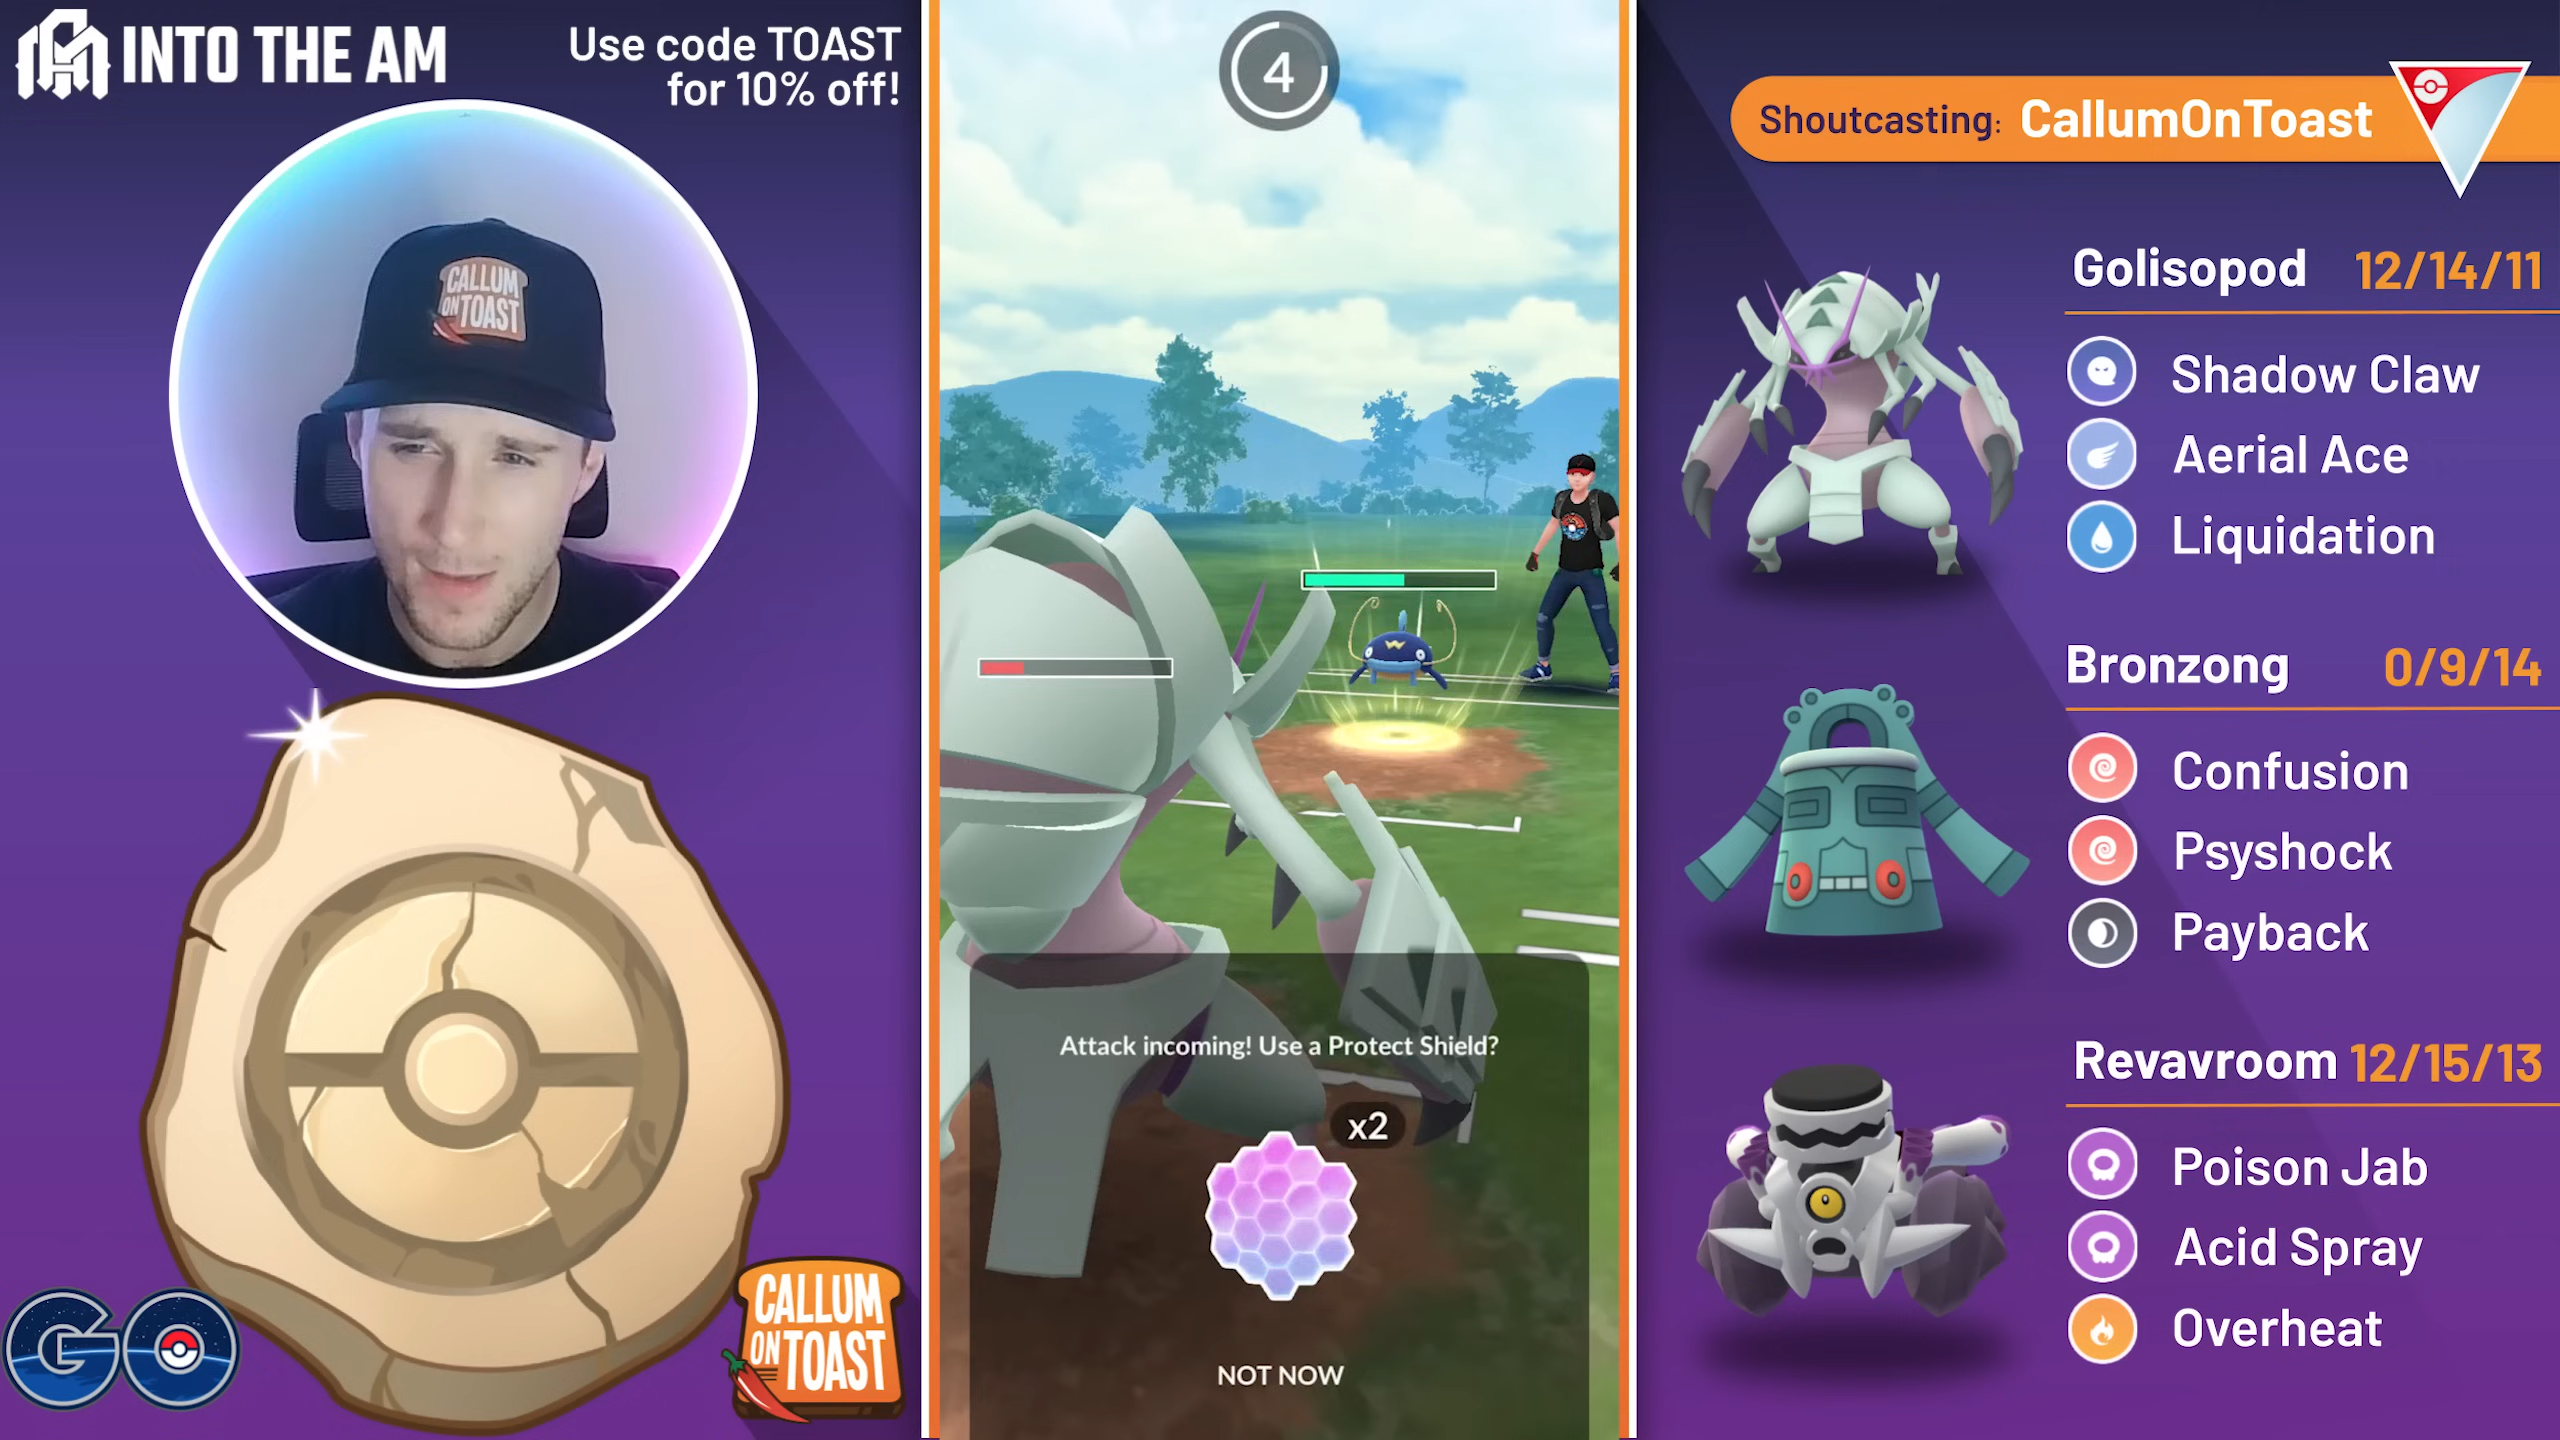 INTO THE AM
Use code TOAST
for 10% off!
CALLUM
ON TOAST
GO
CALLUM
ON TOAST
4
Attack incoming! Use a Protect Shield?
x2
NOT NOW
Shoutcasting: CallumOnToast
Golisopod 12/14/11
Shadow Claw
Aerial Ace
Liquidation
Bronzong 0/9/14
Confusion
Psyshock
Payback
Revavroom 12/15/13
Poison Jab
Acid Spray
Overheat